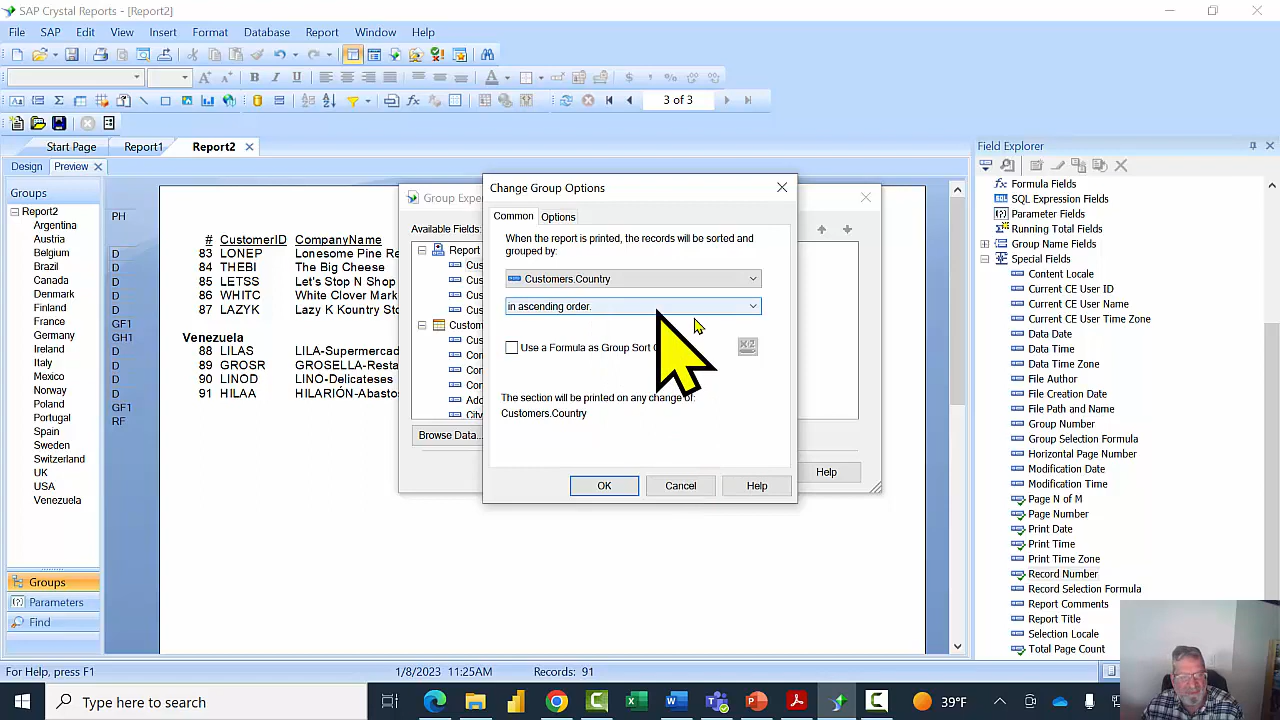 SAP Crystal Reports - [Report2]
File SAP Edit View Insert Format Database Report Window Help
3 of 3
Start Page Report1 Report2
Design Preview
Groups
Report2
Argentina
Austria
Belgium
Brazil
Canada
Denmark
Finland
France
Germany
Ireland
Italy
Mexico
Norway
Poland
Portugal
Spain
Sweden
Switzerland
UK
USA
Venezuela
Groups
Parameters
Find
PH
D
D
D
D
D
GF1
GH1
D
D
D
D
GF1
RF
# CustomerID CompanyName
83 LONEP Lonesome Pine Re
84 THEBI The Big Cheese
85 LETSS Let's Stop N Shop
86 WHITC White Clover Mark
87 LAZYK Lazy K Kountry Sto
Venezuela
88 LILAS LILA-Supermercad
89 GROSR GROSELLA-Resta
90 LINOD LINO-Delicateses
91 HILAA HILARIÓN-Abasto
Group Expe
Available Fields:
Report
Cus
Cus
Cus
Cus
Custom
Cus
Cor
Cor
Cor
Add
City
Browse Data...
Help
Change Group Options
Common Options
When the report is printed, the records will be sorted and
grouped by:
Customers.Country
in ascending order.
Use a Formula as Group Sort
The section will be printed on any change of:
Customers.Country
OK Cancel Help
Field Explorer
Formula Fields
SQL Expression Fields
Parameter Fields
Running Total Fields
Group Name Fields
Special Fields
Content Locale
Current CE User ID
Current CE User Name
Current CE User Time Zone
Data Date
Data Time
Data Time Zone
File Author
File Creation Date
File Path and Name
Group Number
Group Selection Formula
Horizontal Page Number
Modification Date
Modification Time
Page N of M
Page Number
Print Date
Print Time
Print Time Zone
Record Number
Record Selection Formula
Report Comments
Report Title
Selection Locale
Total Page Count
For Help, press F1 1/8/2023 11:25AM Records: 91
Type here to search
39°F